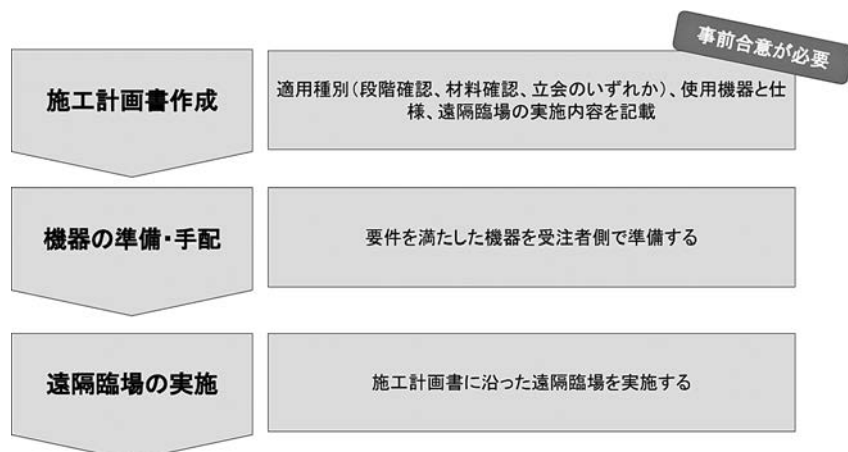 事前合意が必要
施工計画書作成
適用種別（段階確認、材料確認、立会のいずれか）、使用機器と仕
様、遠隔臨場の実施内容を記載
機器の準備・手配
要件を満たした機器を受注者側で準備する
遠隔臨場の実施
施工計画書に沿った遠隔臨場を実施する